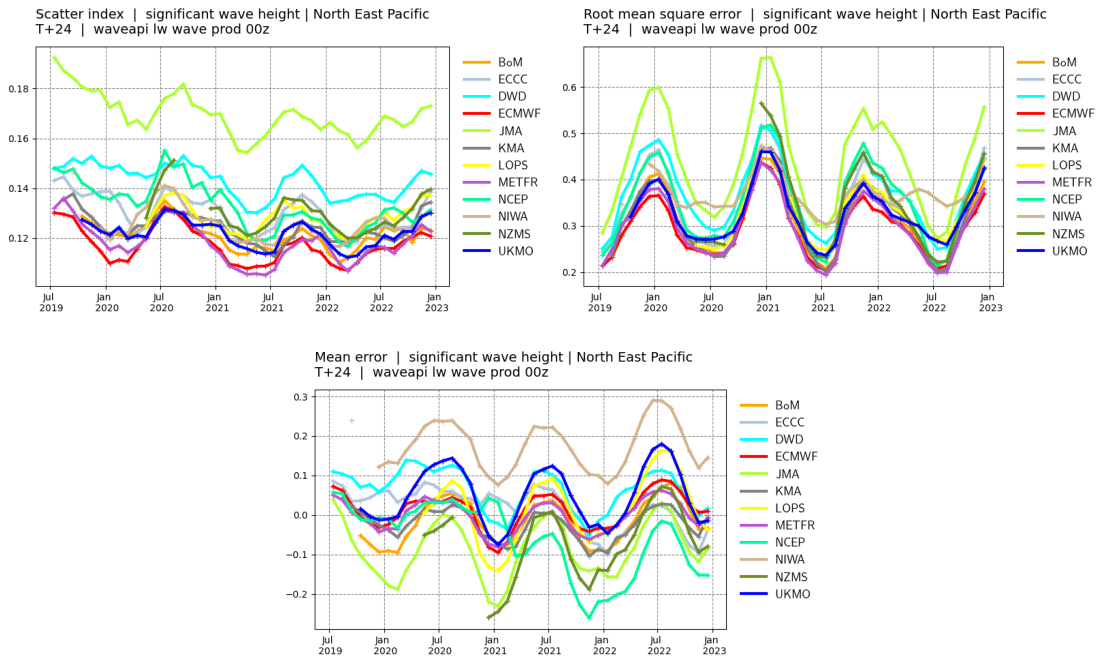 Scatter index | significant wave height | North East Pacific
T+24 | waveapi lw wave prod 00z
0.18
0.16
0.14
0.12
Jul 2019
Jan 2020
Jul 2020
Jan 2021
Jul 2021
Jan 2022
Jul 2022
Jan 2023
BoM
ECCC
DWD
ECMWF
JMA
KMA
LOPS
METFR
NCEP
NIWA
NZMS
UKMO
Root mean square error | significant wave height | North East Pacific
T+24 | waveapi lw wave prod 00z
0.6
0.5
0.4
0.3
0.2
Jul 2019
Jan 2020
Jul 2020
Jan 2021
Jul 2021
Jan 2022
Jul 2022
Jan 2023
BoM
ECCC
DWD
ECMWF
JMA
KMA
LOPS
METFR
NCEP
NIWA
NZMS
UKMO
Mean error | significant wave height | North East Pacific
T+24 | waveapi lw wave prod 00z
0.3
0.2
0.1
0.0
−0.1
−0.2
Jul 2019
Jan 2020
Jul 2020
Jan 2021
Jul 2021
Jan 2022
Jul 2022
Jan 2023
BoM
ECCC
DWD
ECMWF
JMA
KMA
LOPS
METFR
NCEP
NIWA
NZMS
UKMO